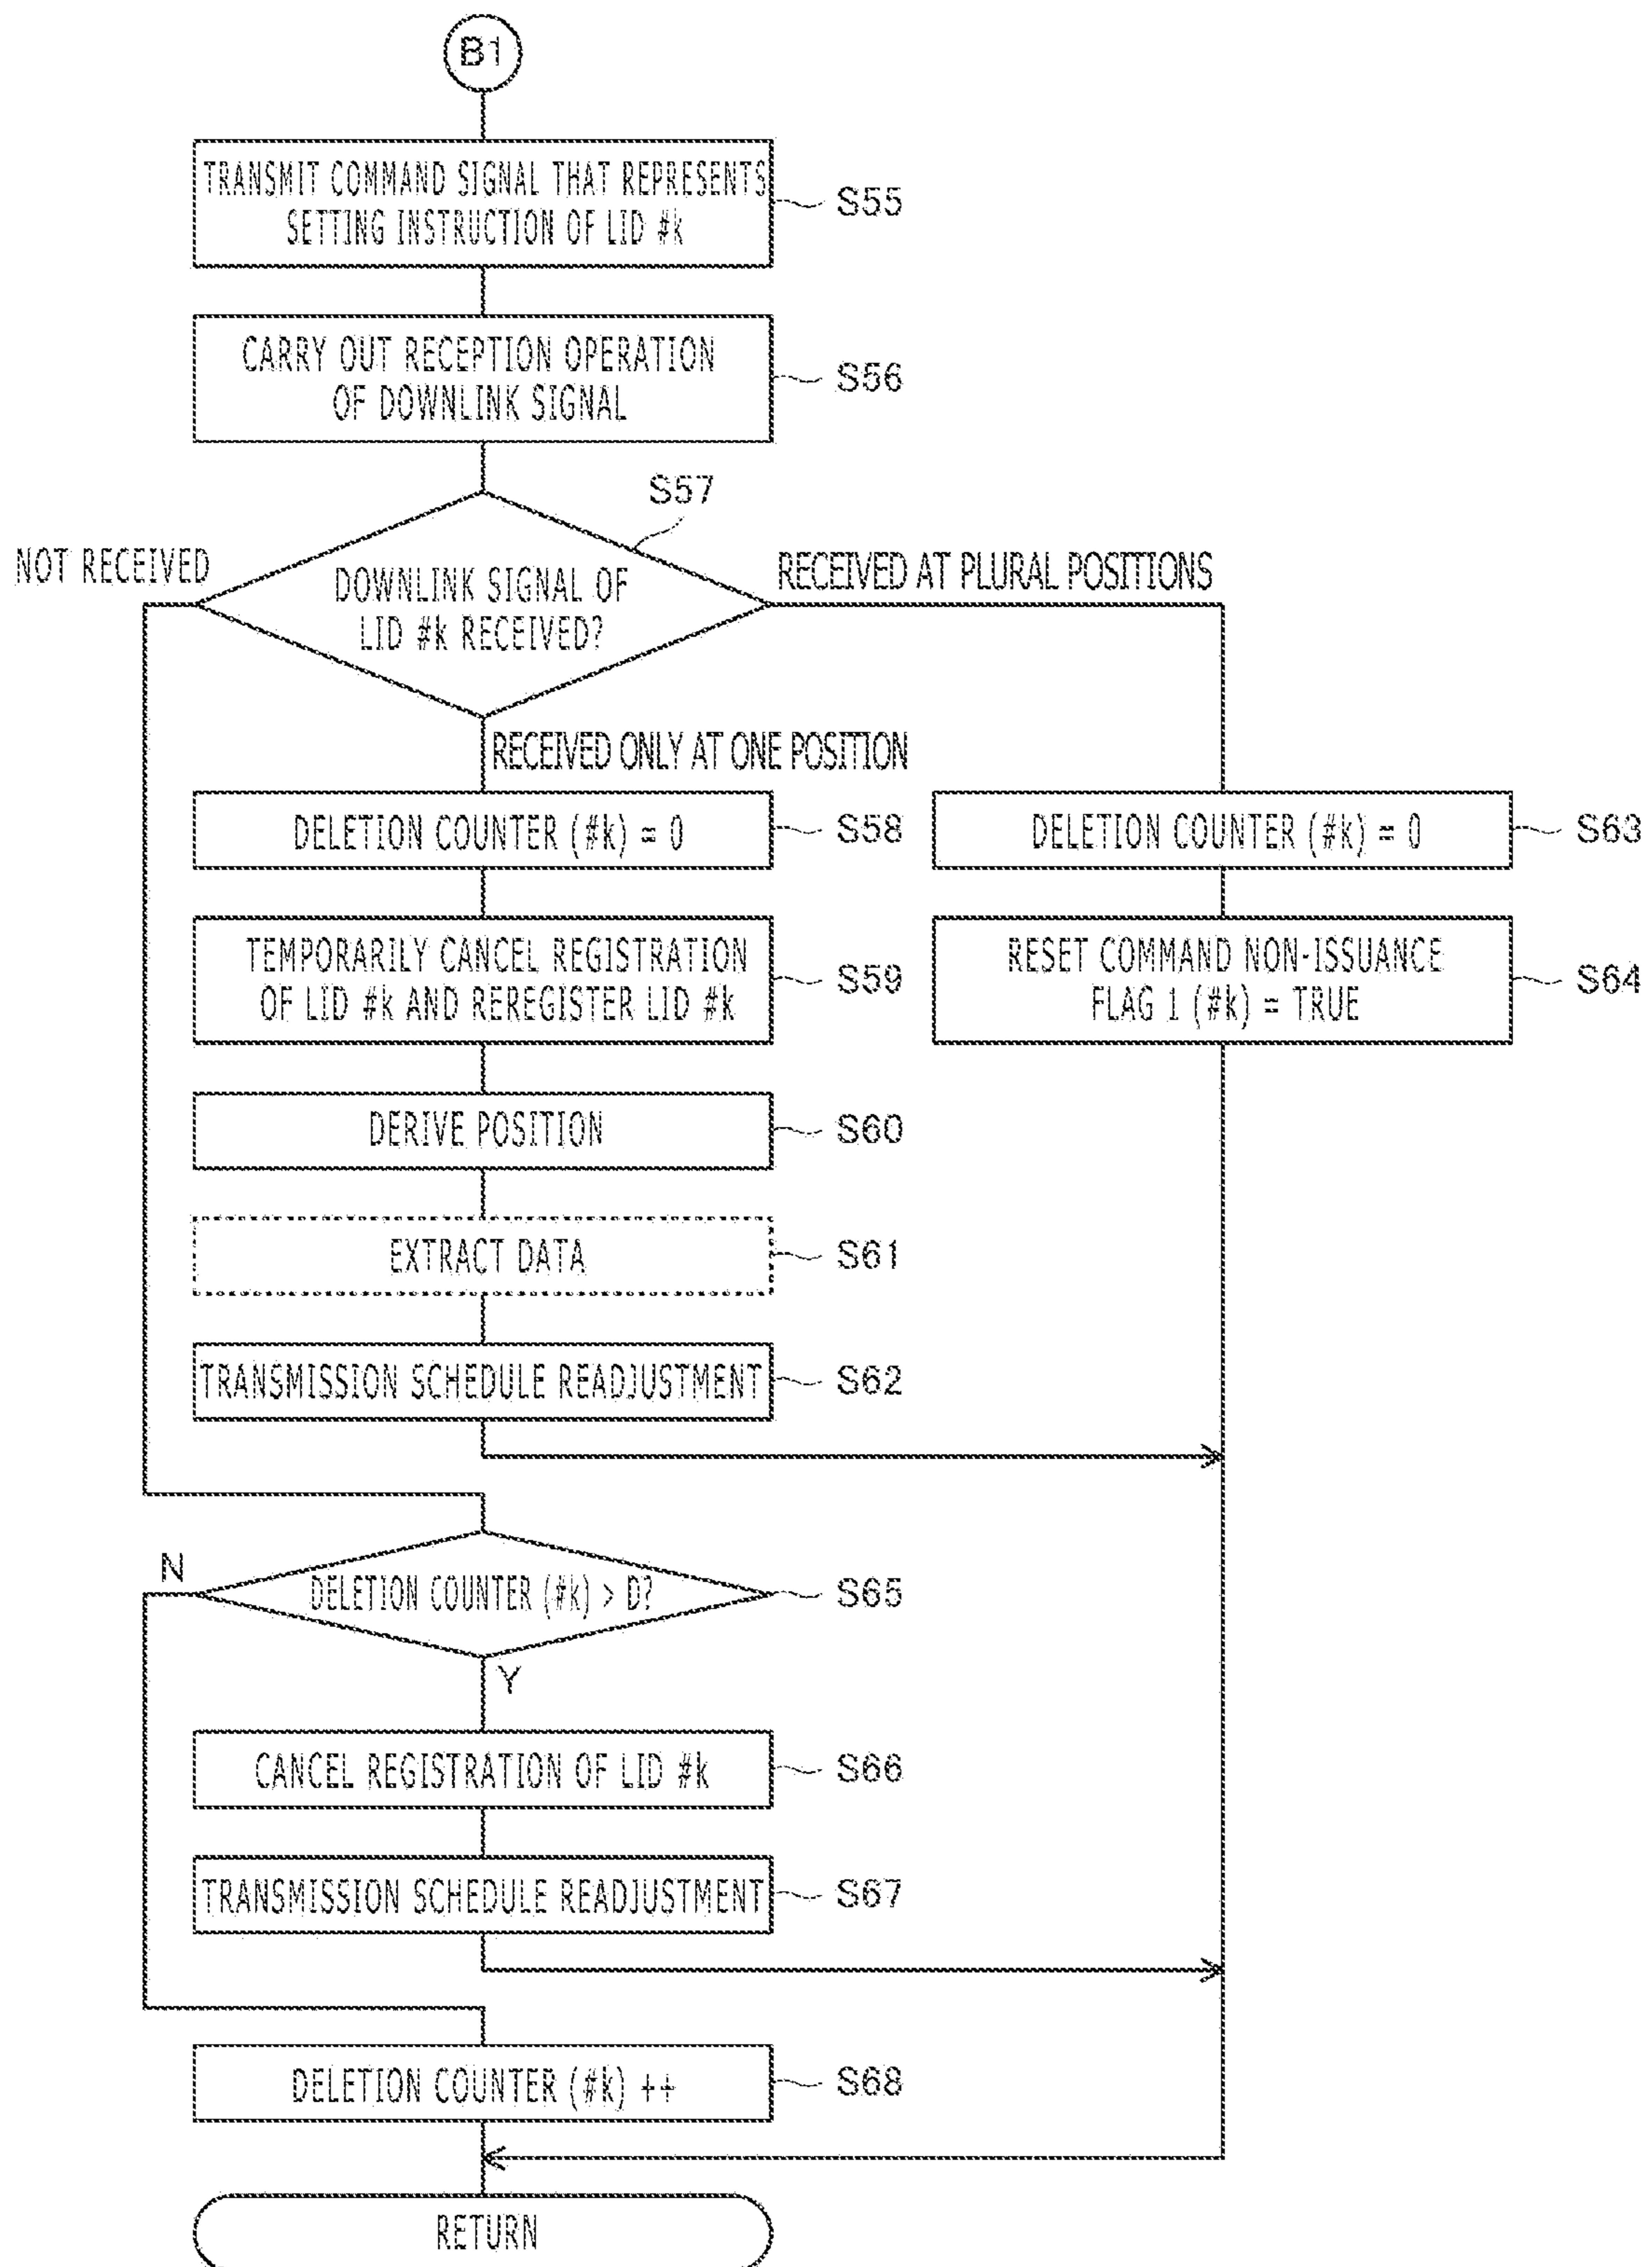 B1
TRANSMIT COMMAND SIGNAL THAT REPRESENTS
SETTING INSTRUCTION OF LID #k
S55
CARRY OUT RECEPTION OPERATION
OF DOWNLINK SIGNAL
S56
S57
NOT RECEIVED
DOWNLINK SIGNAL OF
LID #k RECEIVED?
RECEIVED AT PLURAL POSITIONS
RECEIVED ONLY AT ONE POSITION
DELETION COUNTER (#k) = 0
S58
DELETION COUNTER (#k) = 0
S63
TEMPORARILY CANCEL REGISTRATION
OF LID #k AND REREGISTER LID #k
S59
RESET COMMAND NON-ISSUANCE
FLAG 1 (#k) = TRUE
S64
DERIVE POSITION
S60
EXTRACT DATA
S61
TRANSMISSION SCHEDULE READJUSTMENT
S62
N
DELETION COUNTER (#k) > D?
S65
Y
CANCEL REGISTRATION OF LID #k
S66
TRANSMISSION SCHEDULE READJUSTMENT
S67
DELETION COUNTER (#k) ++
S68
RETURN